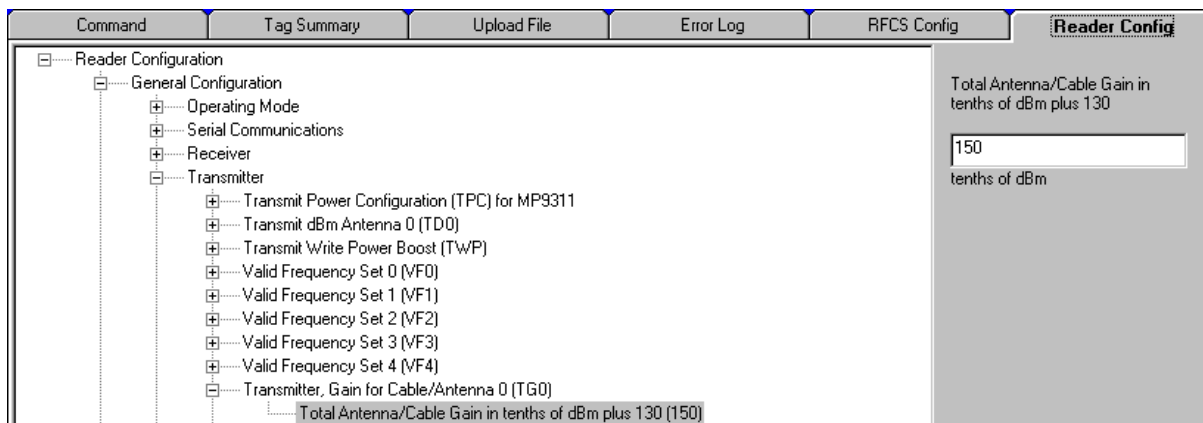 Command Tag Summary Upload File Error Log RFCS Config Reader Config
Reader Configuration
General Configuration
Operating Mode
Serial Communications
Receiver
Transmitter
Transmit Power Configuration (TPC) for MP9311
Transmit dBm Antenna 0 (TD0)
Transmit Write Power Boost (TWP)
Valid Frequency Set 0 (VF0)
Valid Frequency Set 1 (VF1)
Valid Frequency Set 2 (VF2)
Valid Frequency Set 3 (VF3)
Valid Frequency Set 4 (VF4)
Transmitter, Gain for Cable/Antenna 0 (TG0)
Total Antenna/Cable Gain in tenths of dBm plus 130 (150)
Total Antenna/Cable Gain in
tenths of dBm plus 130
150
tenths of dBm